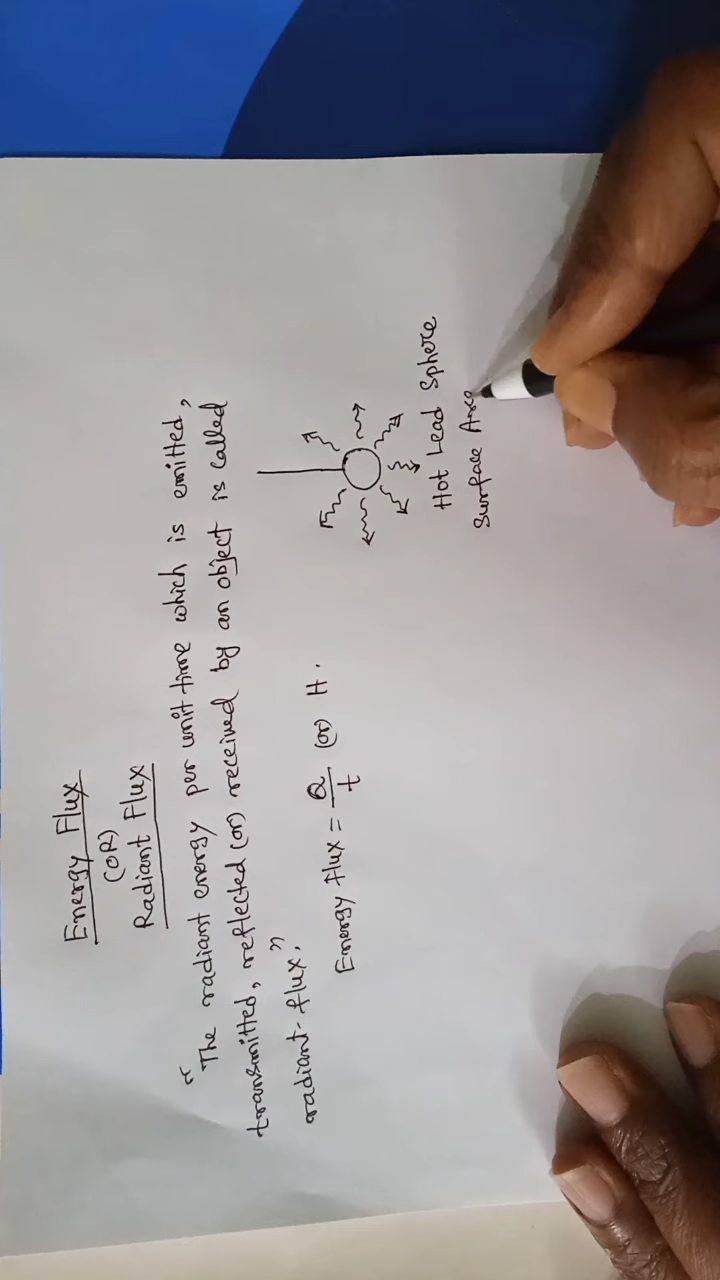 Energy Flux
(OR)
Radiant Flux
"The radiant energy per unit time which is emitted,
transmitted, reflected (or) received by an object is called
radiant flux."
Energy flux = Q/t (or) H.
Hot Lead Sphere
Surface Area